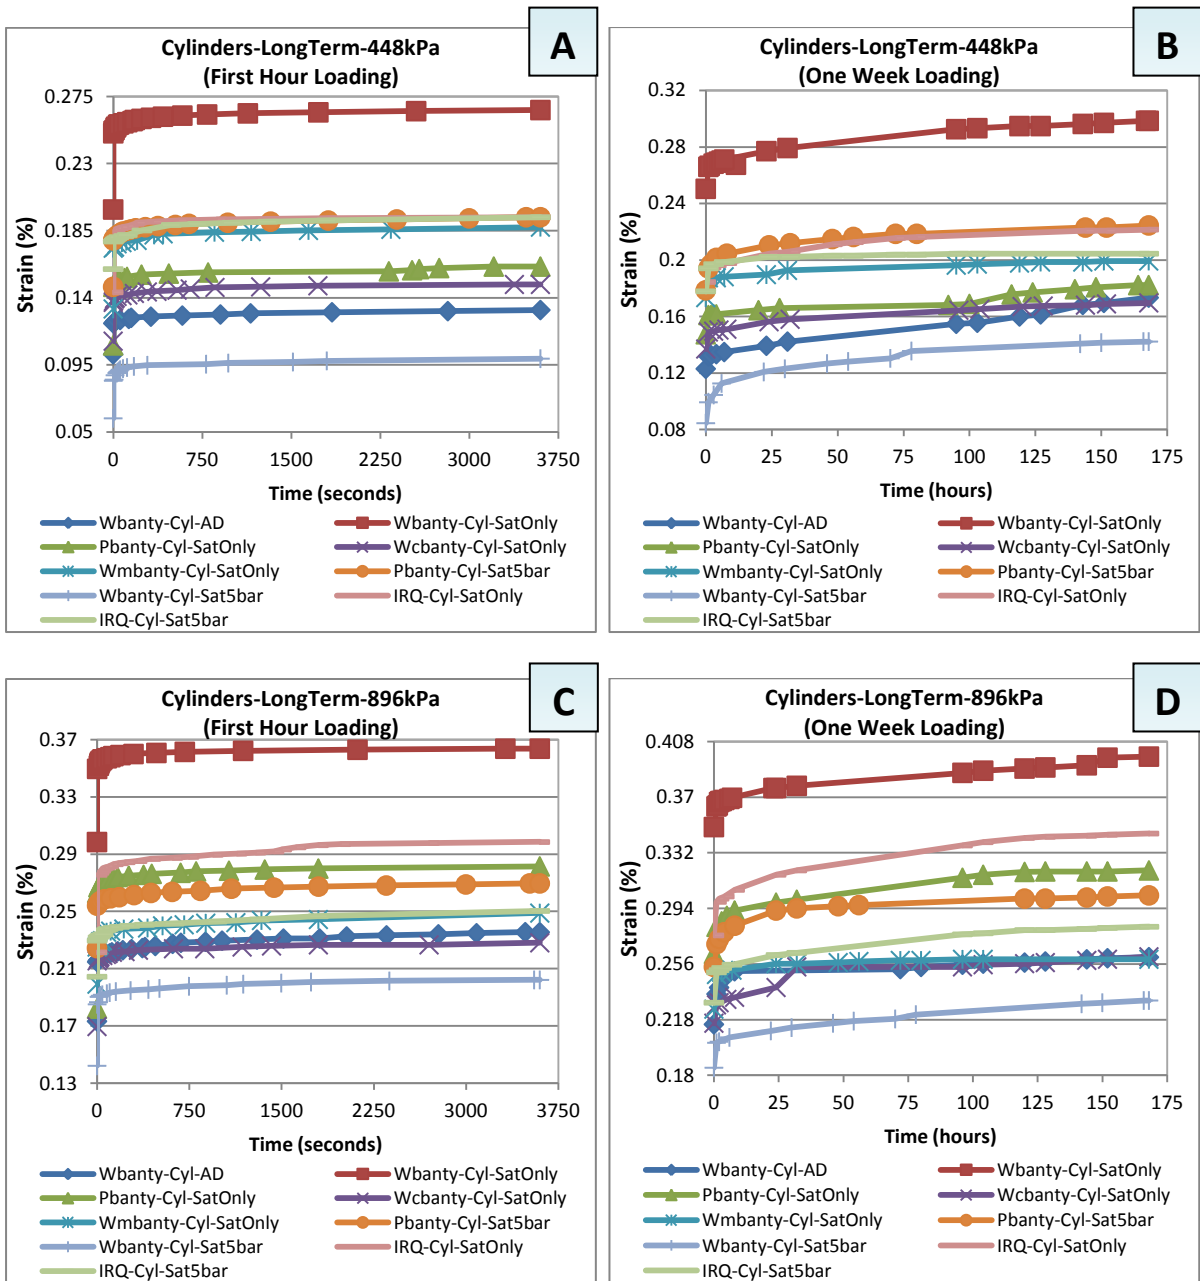 Cylinders-LongTerm-448kPa
(First Hour Loading)
A
0.275
0.23
0.185
0.14
0.095
0.05
Strain (%)
0 750 1500 2250 3000 3750
Time (seconds)
Wbanty-Cyl-AD Wbanty-Cyl-SatOnly
Pbanty-Cyl-SatOnly Wcbanty-Cyl-SatOnly
Wmbanty-Cyl-SatOnly Pbanty-Cyl-Sat5bar
Wbanty-Cyl-Sat5bar IRQ-Cyl-SatOnly
IRQ-Cyl-Sat5bar
Cylinders-LongTerm-448kPa
(One Week Loading)
B
0.32
0.28
0.24
0.2
0.16
0.12
0.08
Strain (%)
0 25 50 75 100 125 150 175
Time (hours)
Wbanty-Cyl-AD Wbanty-Cyl-SatOnly
Pbanty-Cyl-SatOnly Wcbanty-Cyl-SatOnly
Wmbanty-Cyl-SatOnly Pbanty-Cyl-Sat5bar
Wbanty-Cyl-Sat5bar IRQ-Cyl-SatOnly
IRQ-Cyl-Sat5bar
Cylinders-LongTerm-896kPa
(First Hour Loading)
C
0.37
0.33
0.29
0.25
0.21
0.17
0.13
Strain (%)
0 750 1500 2250 3000 3750
Time (seconds)
Wbanty-Cyl-AD Wbanty-Cyl-SatOnly
Pbanty-Cyl-SatOnly Wcbanty-Cyl-SatOnly
Wmbanty-Cyl-SatOnly Pbanty-Cyl-Sat5bar
Wbanty-Cyl-Sat5bar IRQ-Cyl-SatOnly
IRQ-Cyl-Sat5bar
Cylinders-LongTerm-896kPa
(One Week Loading)
D
0.408
0.37
0.332
0.294
0.256
0.218
0.18
Strain (%)
0 25 50 75 100 125 150 175
Time (hours)
Wbanty-Cyl-AD Wbanty-Cyl-SatOnly
Pbanty-Cyl-SatOnly Wcbanty-Cyl-SatOnly
Wmbanty-Cyl-SatOnly Pbanty-Cyl-Sat5bar
Wbanty-Cyl-Sat5bar IRQ-Cyl-SatOnly
IRQ-Cyl-Sat5bar